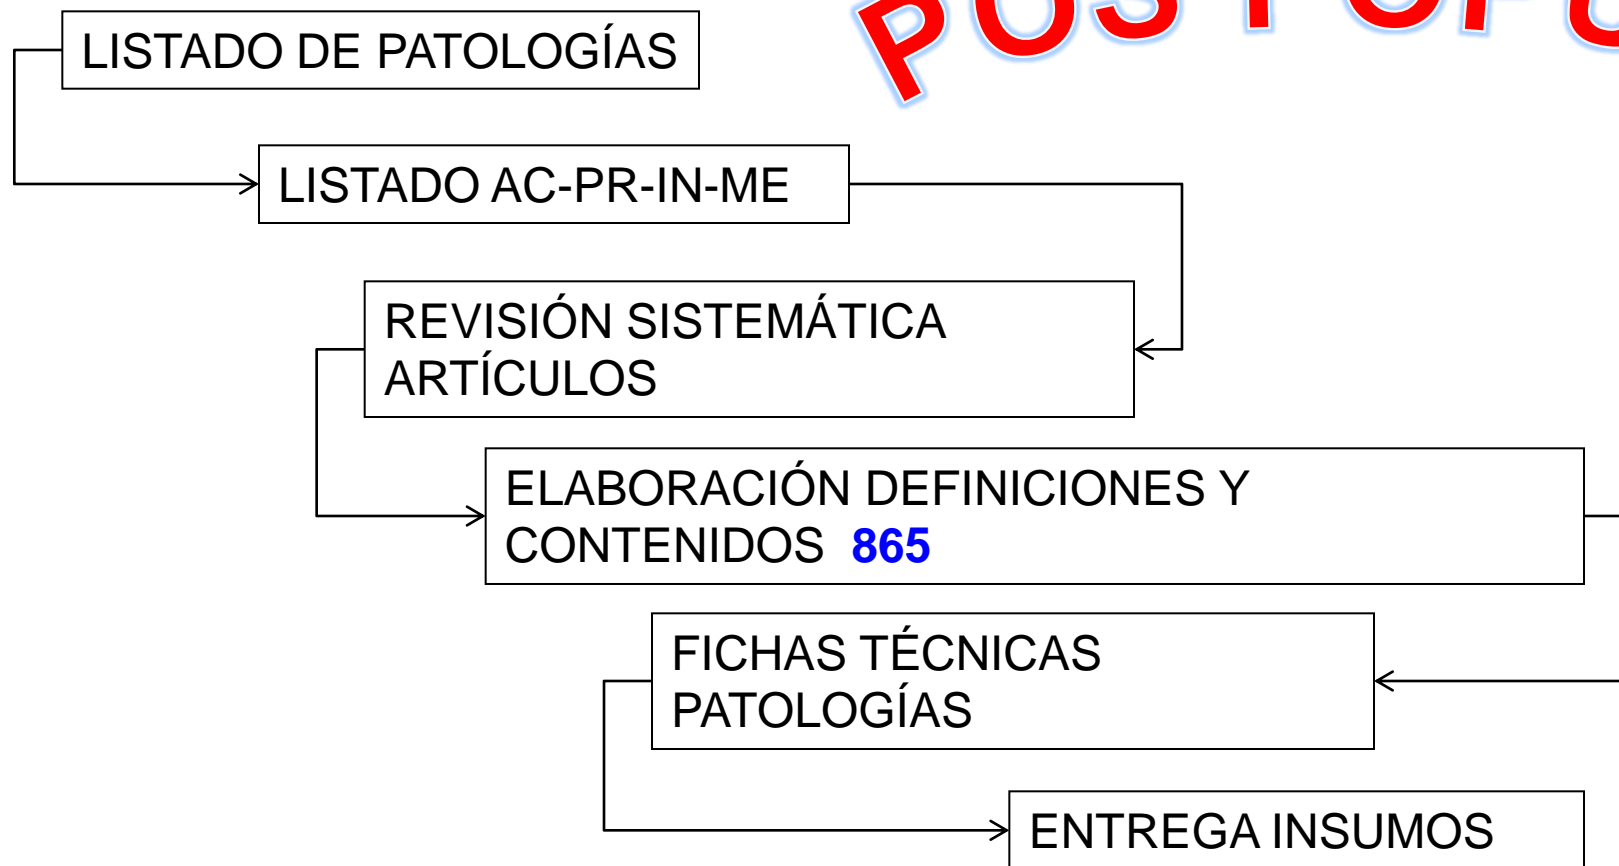 LISTADO DE PATOLOGÍAS
LISTADO AC-PR-IN-ME
REVISIÓN SISTEMÁTICA
ARTÍCULOS
ELABORACIÓN DEFINICIONES Y
CONTENIDOS 865
FICHAS TÉCNICAS
PATOLOGÍAS
ENTREGA INSUMOS